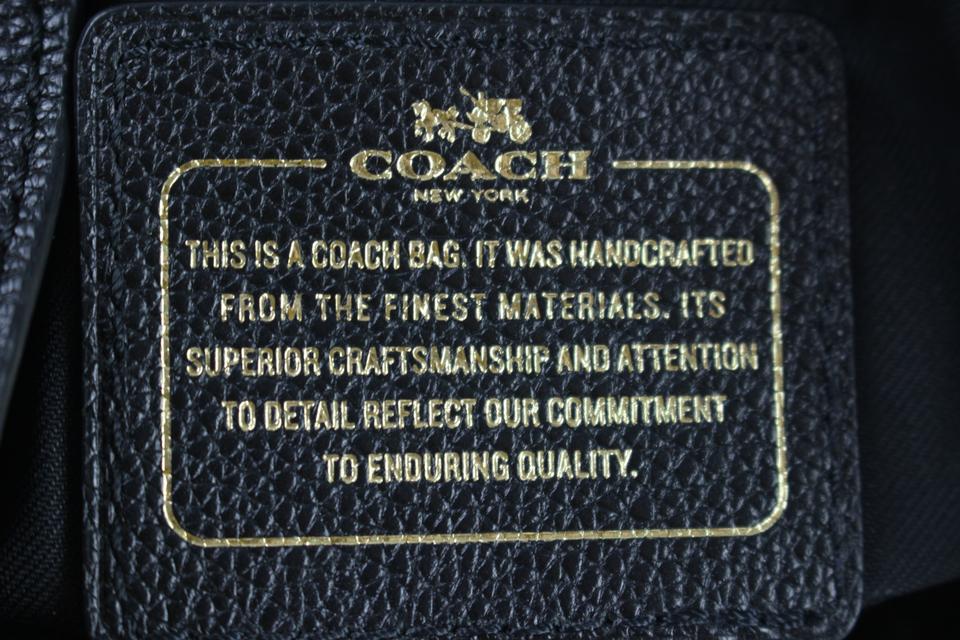 COACH
NEW YORK
THIS IS A COACH BAG. IT WAS HANDCRAFTED
FROM THE FINEST MATERIALS. ITS
SUPERIOR CRAFTSMANSHIP AND ATTENTION
TO DETAIL REFLECT OUR COMMITMENT
TO ENDURING QUALITY.